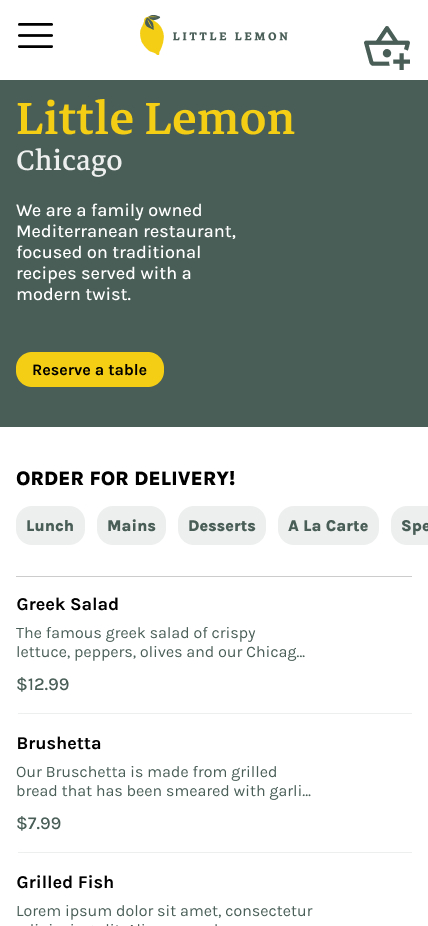 LITTLE LEMON
Little Lemon
Chicago
We are a family owned
Mediterranean restaurant,
focused on traditional
recipes served with a
modern twist.
Reserve a table
ORDER FOR DELIVERY!
Lunch Mains Desserts A La Carte Spe
Greek Salad
The famous greek salad of crispy
lettuce, peppers, olives and our Chicag...
$12.99
Brushetta
Our Bruschetta is made from grilled
bread that has been smeared with garli...
$7.99
Grilled Fish
Lorem ipsum dolor sit amet, consectetur